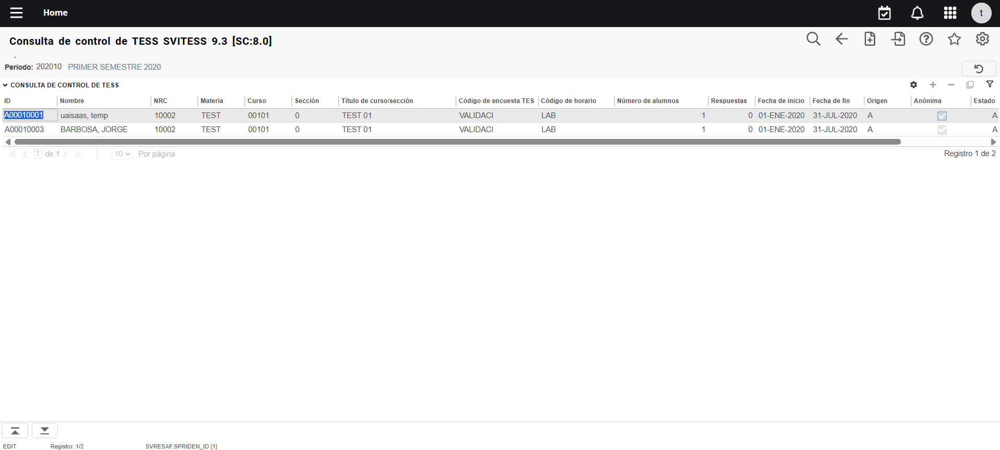 Home
t
Consulta de control de TESS SVITESS 9.3 [SC:8.0]
Periodo: 202010 PRIMER SEMESTRE 2020
CONSULTA DE CONTROL DE TESS
ID Nombre NRC Materia Curso Sección Título de curso/sección Código de encuesta TES Código de horario Número de alumnos Respuestas Fecha de inicio Fecha de fin Origen Anónima Estado
A00010001 uaisaas, temp 10002 TEST 00101 0 TEST 01 VALIDACI LAB 1 0 01-ENE-2020 31-JUL-2020 A A
A00010003 BARBOSA, JORGE 10002 TEST 00101 0 TEST 01 VALIDACI LAB 1 0 01-ENE-2020 31-JUL-2020 A A
1 de 1 10 Por página Registro 1 de 2
EDIT Registro: 1/2 SVRESAF.SPRIDEN_ID [1]